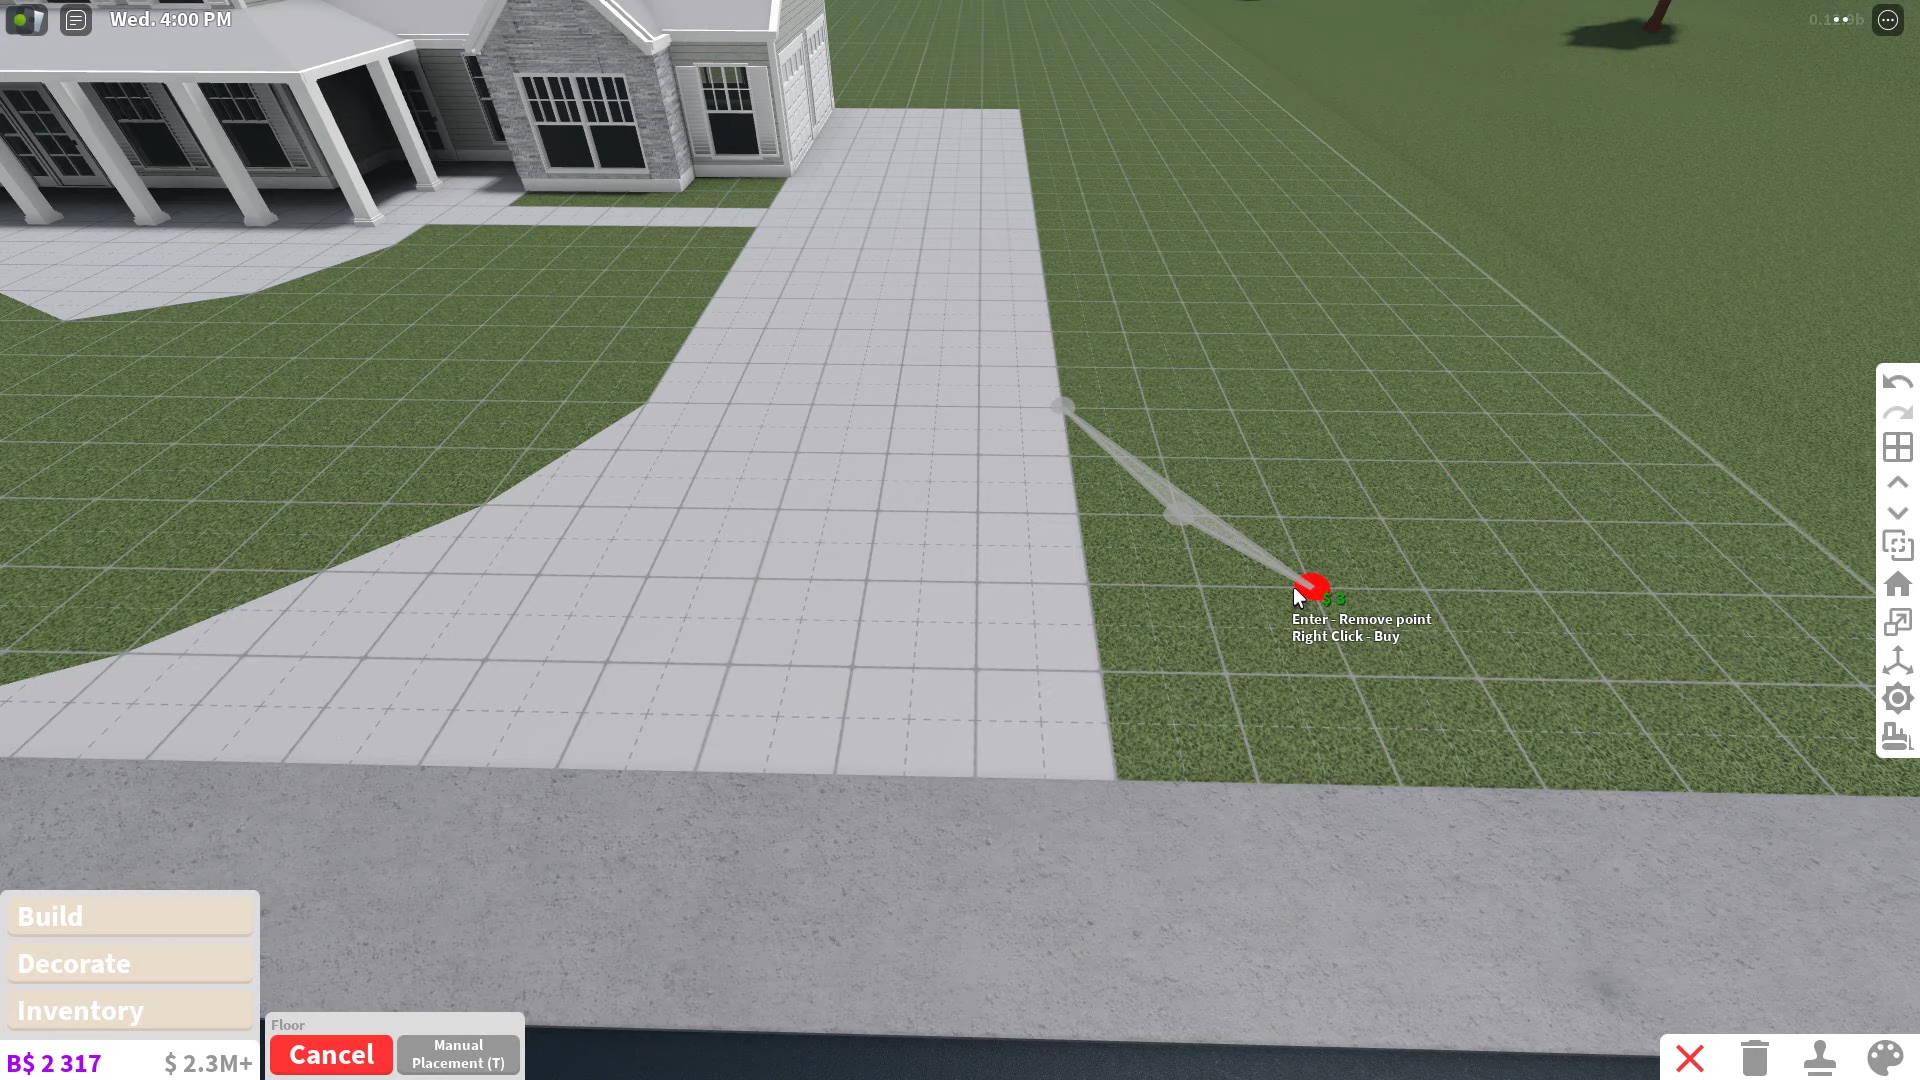 Wed. 4:00 PM
$ 3
Enter - Remove point
Right Click - Buy
Build
Decorate
Inventory
B$ 2 317
$ 2.3M+
Floor
Cancel
Manual
Placement (T)